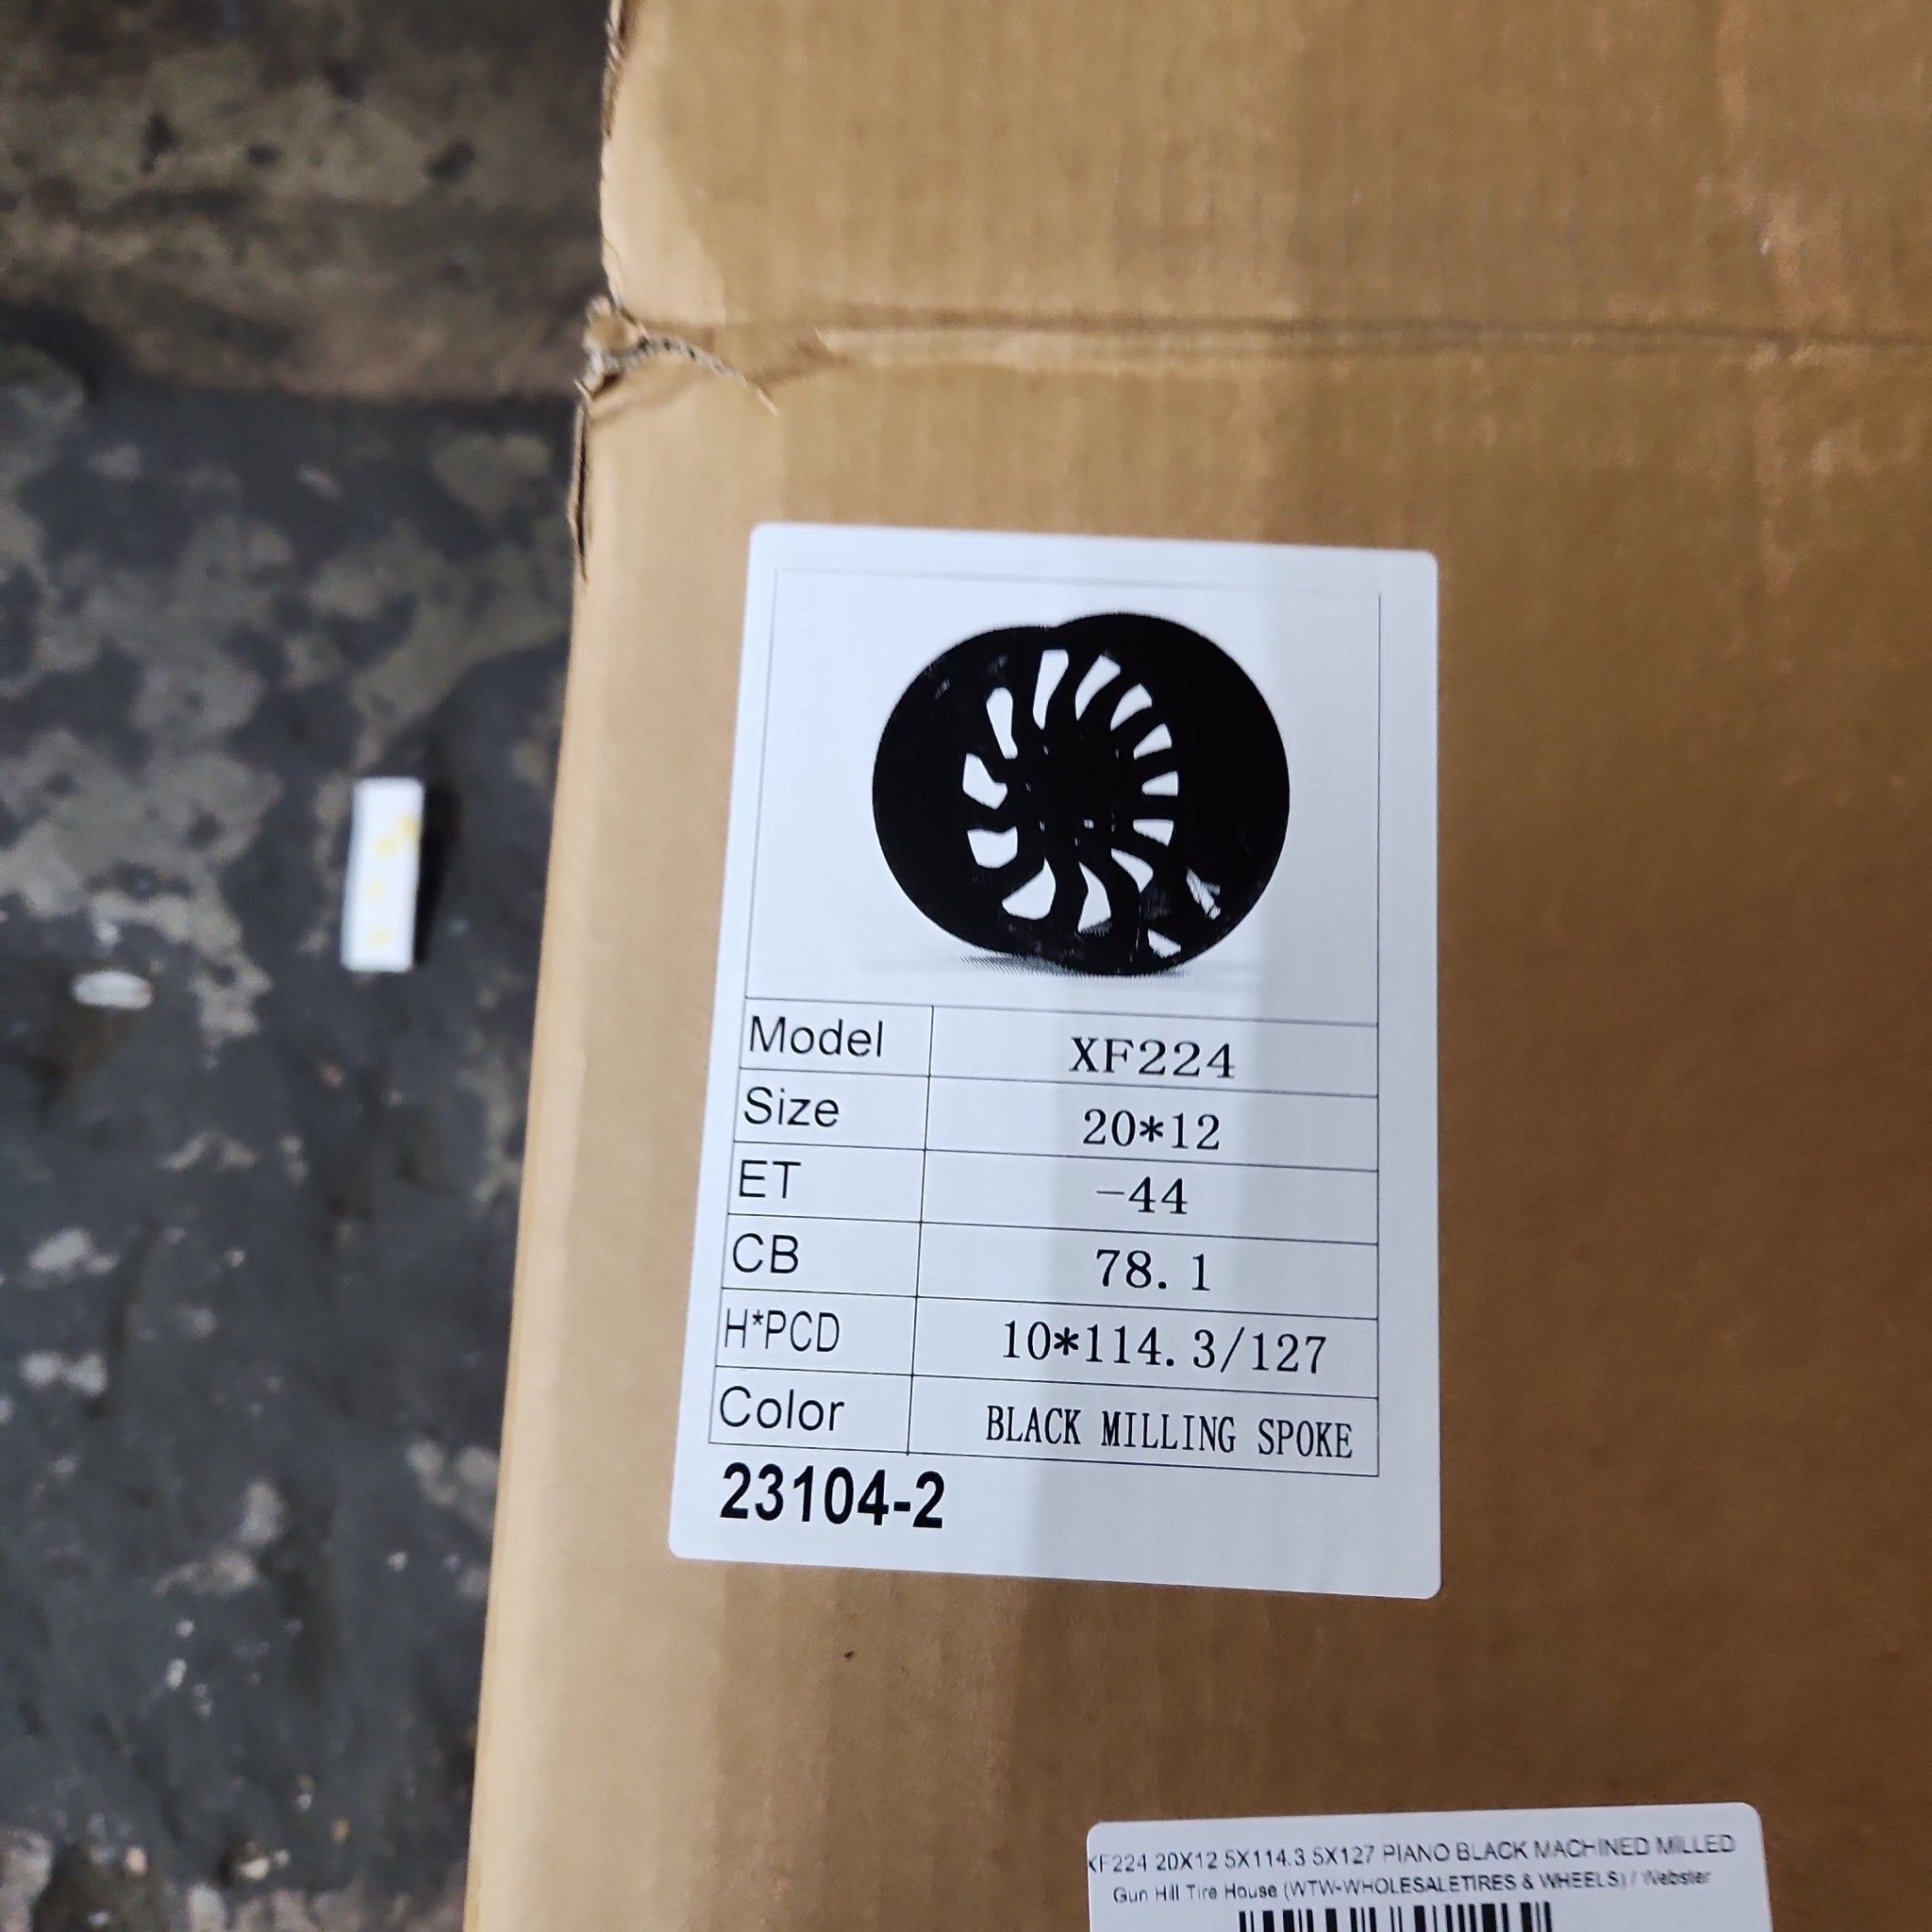 Model XF224
Size 20*12
ET -44
CB 78.1
H*PCD 10*114.3/127
Color BLACK MILLING SPOKE
23104-2
XF224 20X12 5X114.3 5X127 PIANO BLACK MACHINED MILLED
Gun Hill Tire House (WTW-WHOLESALETIRES & WHEELS) / Webster